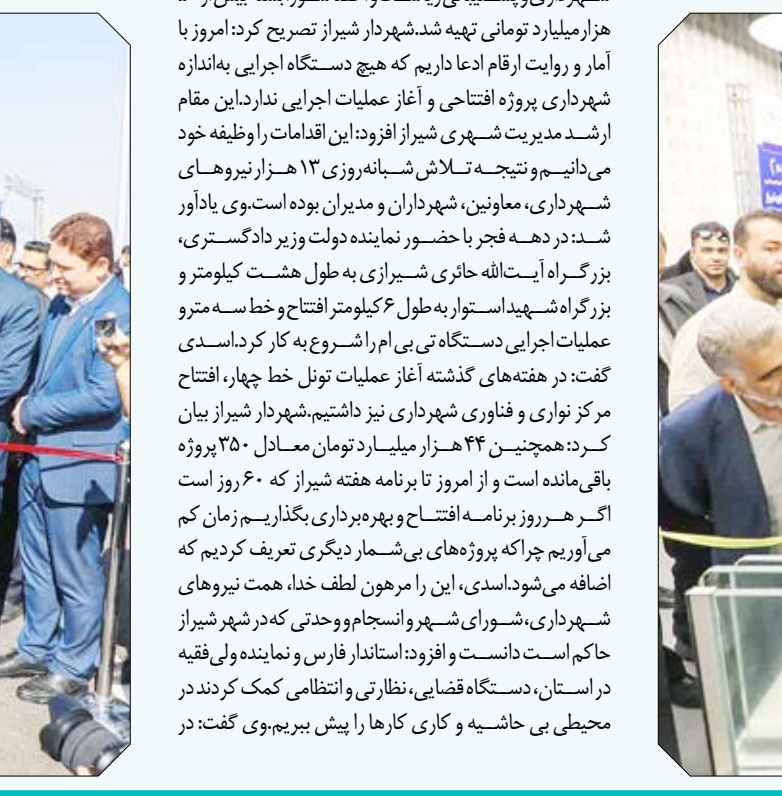 هزارمیلیارد تومانی تهیه شد.شهردار شیراز تصریح کرد: امروز با
آمار و روایت ارقام ادعا داریم که هیچ دستگاه اجرایی به‌اندازه
شهرداری پروژه افتتاحی و آغاز عملیات اجرایی ندارد.این مقام
ارشد مدیریت شهری شیراز افزود: این اقدامات را وظیفه خود
می‌دانیم و نتیجه تلاش شبانه‌روزی ۱۳ هزار نیروهای
شهرداری، معاونین، شهرداران و مدیران بوده است.وی یادآور
شد: در دهه فجر با حضور نماینده دولت وزیر دادگستری،
بزرگراه آیت‌الله حائری شیرازی به طول هشت کیلومتر و
بزرگراه شهید استوار به طول ۶ کیلومتر افتتاح و خط سه مترو
عملیات اجرایی دستگاه تی بی ام را شروع به کار کرد.اسدی
گفت: در هفته‌های گذشته آغاز عملیات تونل خط چهار، افتتاح
مرکز نواری و فناوری شهرداری نیز داشتیم.شهردار شیراز بیان
کرد: همچنین ۴۴ هزار میلیارد تومان معادل ۳۵۰ پروژه
باقی‌مانده است و از امروز تا برنامه هفته شیراز که ۶۰ روز است
اگر هرروز برنامه افتتاح و بهره‌برداری بگذاریم زمان کم
می‌آوریم چراکه پروژه‌های بی‌شمار دیگری تعریف کردیم که
اضافه می‌شود.اسدی، این را مرهون لطف خدا، همت نیروهای
شهرداری، شورای شهر و انسجام و وحدتی که در شهر شیراز
حاکم است دانست و افزود: استاندار فارس و نماینده ولی‌فقیه
در استان، دستگاه قضایی، نظارتی و انتظامی کمک کردند در
محیطی بی حاشیه و کاری کارها را پیش ببریم.وی گفت: در